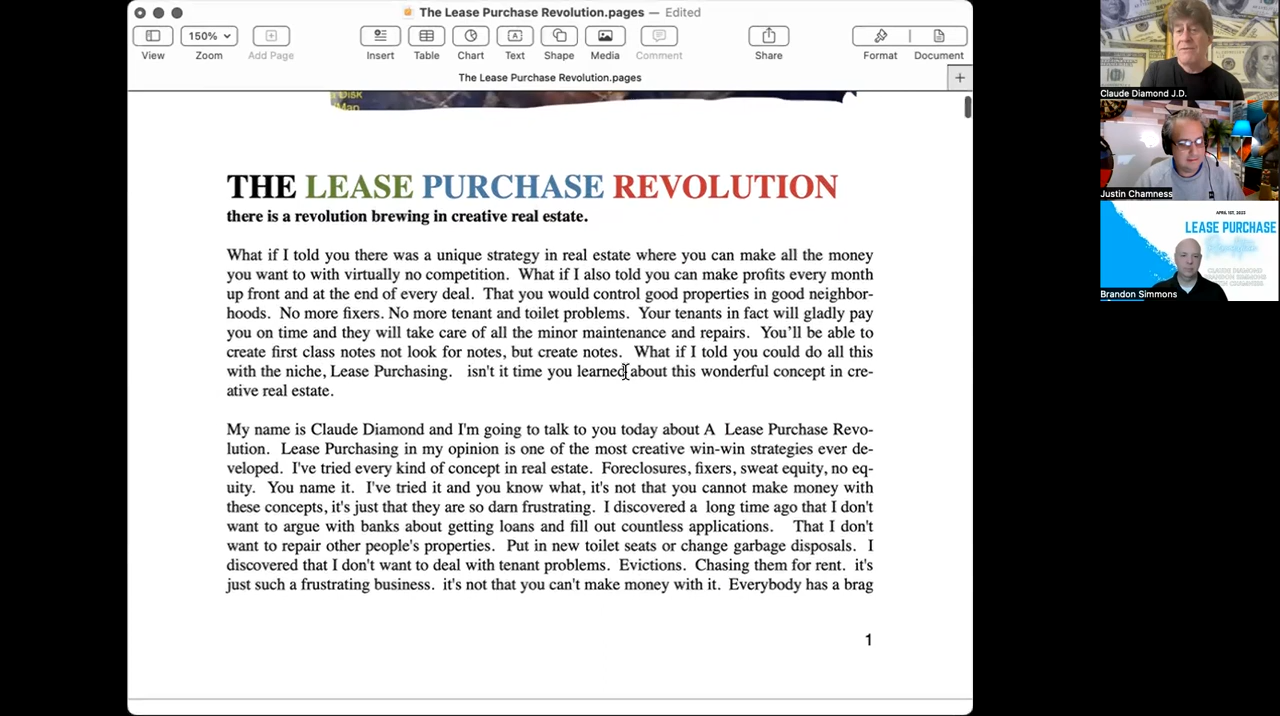 The Lease Purchase Revolution.pages — Edited
150%
View
Zoom
Add Page
Insert
Table
Chart
Text
Shape
Media
Comment
Share
Format
Document
The Lease Purchase Revolution.pages
Disk
Map
THE LEASE PURCHASE REVOLUTION
there is a revolution brewing in creative real estate.
What if I told you there was a unique strategy in real estate where you can make all the money
you want to with virtually no competition. What if I also told you can make profits every month
up front and at the end of every deal. That you would control good properties in good neighbor-
hoods. No more fixers. No more tenant and toilet problems. Your tenants in fact will gladly pay
you on time and they will take care of all the minor maintenance and repairs. You'll be able to
create first class notes not look for notes, but create notes. What if I told you could do all this
with the niche, Lease Purchasing. isn't it time you learned about this wonderful concept in cre-
ative real estate.
My name is Claude Diamond and I'm going to talk to you today about A Lease Purchase Revo-
lution. Lease Purchasing in my opinion is one of the most creative win-win strategies ever de-
veloped. I've tried every kind of concept in real estate. Foreclosures, fixers, sweat equity, no eq-
uity. You name it. I've tried it and you know what, it's not that you cannot make money with
these concepts, it's just that they are so darn frustrating. I discovered a long time ago that I don't
want to argue with banks about getting loans and fill out countless applications. That I don't
want to repair other people's properties. Put in new toilet seats or change garbage disposals. I
discovered that I don't want to deal with tenant problems. Evictions. Chasing them for rent. it's
just such a frustrating business. it's not that you can't make money with it. Everybody has a brag
1
Claude Diamond J.D.
Justin Chamness
APRIL 1ST, 2022
LEASE PURCHASE
Revolution
CLAUDE DIAMOND
BRANDON SIMMONS
JUSTIN CHAMNESS
Brandon Simmons